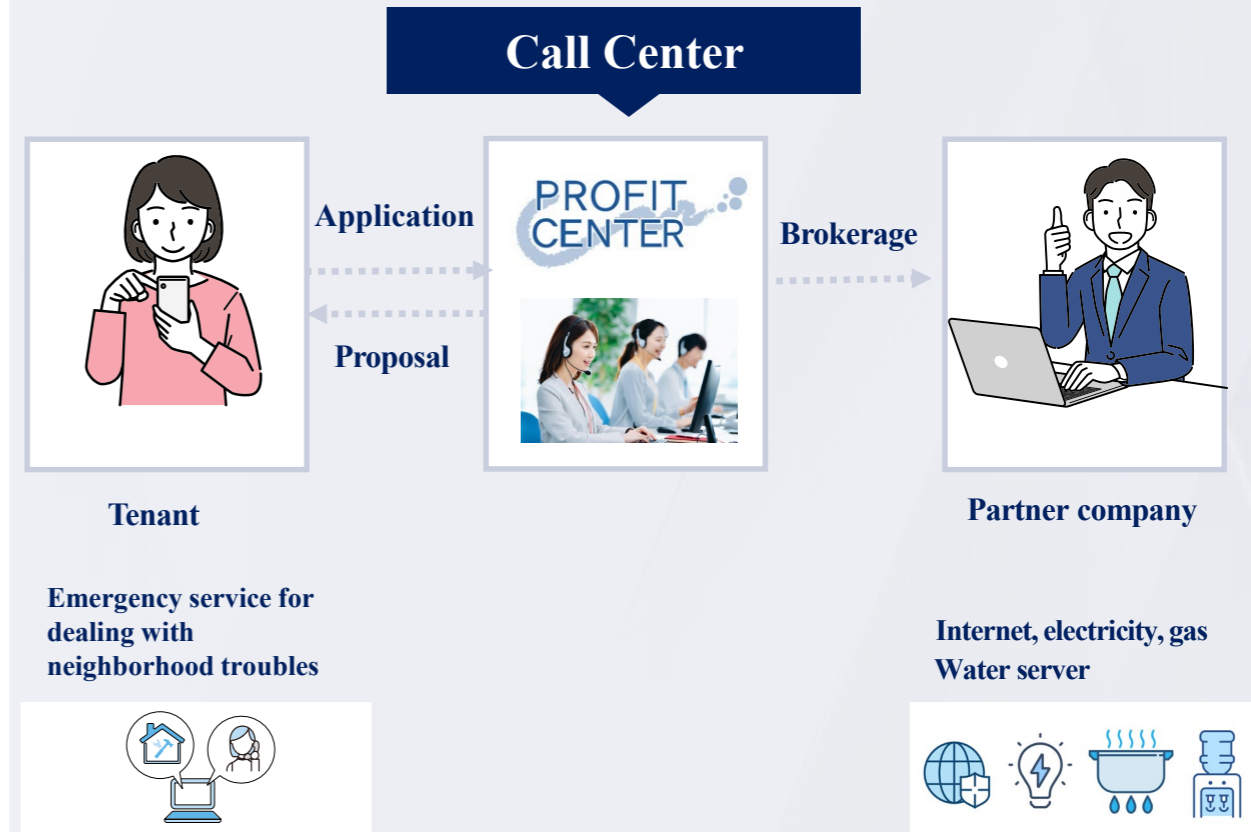 Call Center
PROFIT
CENTER
Application
Proposal
Brokerage
Tenant
Partner company
Emergency service for
dealing with
neighborhood troubles
Internet, electricity, gas
Water server